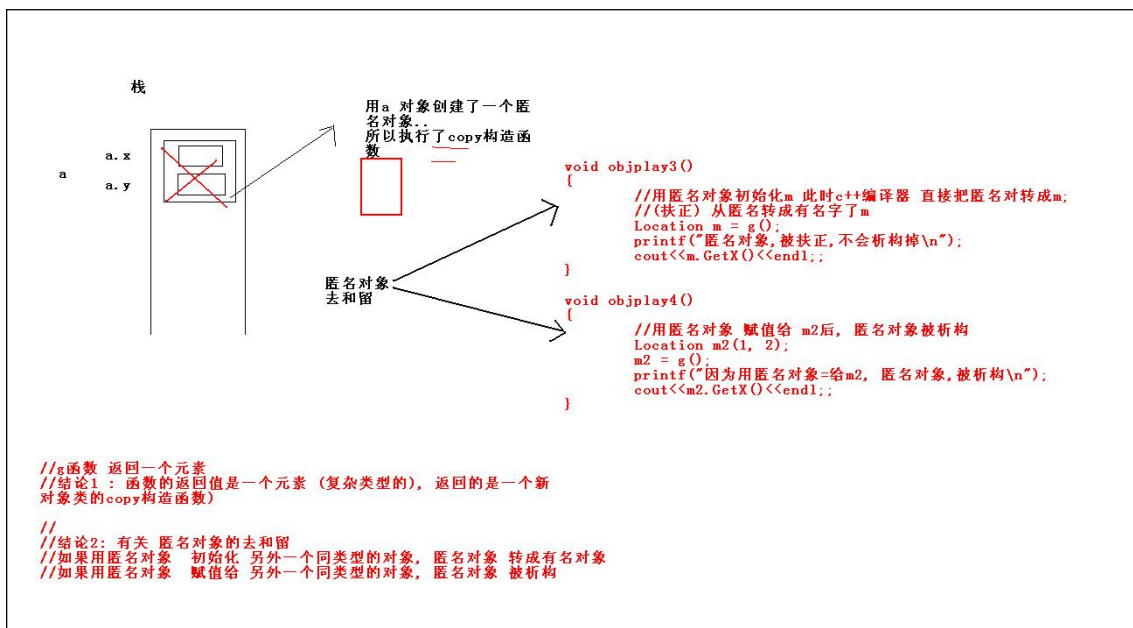 栈
a.x
a
a.y
用a 对象创建了一个匿
名对象..
所以执行了copy构造函
数
匿名对象
去和留
void objplay3()
{
//用匿名对象初始化m 此时c++编译器 直接把匿名对转成m;
//(扶正) 从匿名转成有名字了m
Location m = g();
printf("匿名对象,被扶正,不会析构掉\n");
cout<<m.GetX()<<endl;;
}
void objplay4()
{
//用匿名对象 赋值给 m2后, 匿名对象被析构
Location m2(1, 2);
m2 = g();
printf("因为用匿名对象=给m2, 匿名对象,被析构\n");
cout<<m2.GetX()<<endl;;
}
//g函数 返回一个元素
//结论1 : 函数的返回值是一个元素 (复杂类型的), 返回的是一个新
对象类的copy构造函数)
//
//结论2: 有关 匿名对象的去和留
//如果用匿名对象 初始化 另外一个同类型的对象, 匿名对象 转成有名对象
//如果用匿名对象 赋值给 另外一个同类型的对象, 匿名对象 被析构